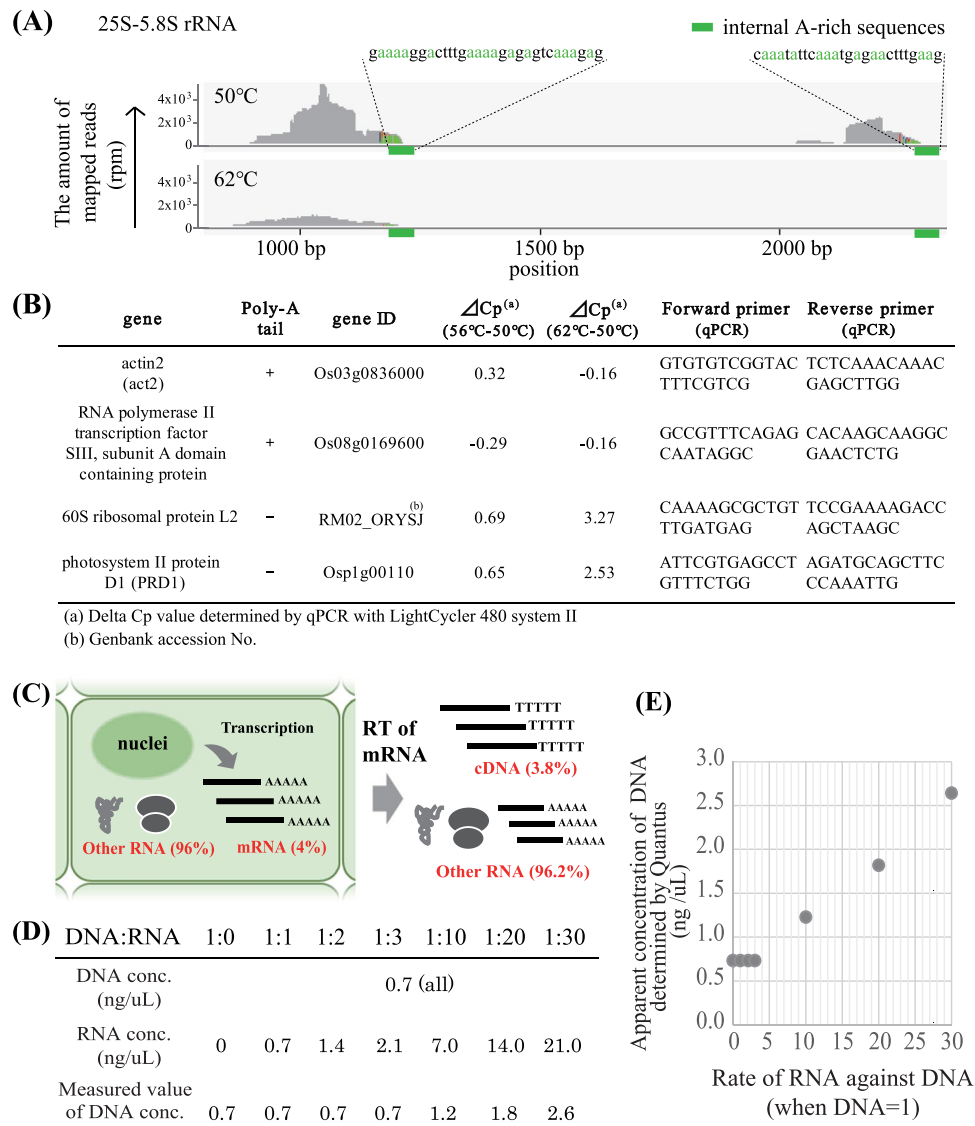 (A)
25S-5.8S rRNA
internal A-rich sequences
gaaaaggactttgaaaagagagtcaaagag
caaatattcaaatgagaactttgaag
The amount of
mapped reads
(rpm)
50℃
4x10³
2x10³
0
62℃
4x10³
2x10³
0
1000 bp 1500 bp 2000 bp
position
(B)
gene Poly-A tail gene ID ⊿Cp(a) (56℃-50℃) ⊿Cp(a) (62℃-50℃) Forward primer (qPCR) Reverse primer (qPCR)
actin2 (act2) + Os03g0836000 0.32 -0.16 GTGTGTCGGTAC TTTCGTCG TCTCAAACAAAC GAGCTTGG
RNA polymerase II transcription factor SIII, subunit A domain containing protein + Os08g0169600 -0.29 -0.16 GCCGTTTCAGAG CAATAGGC CACAAGCAAGGC GAACTCTG
60S ribosomal protein L2 − RM02_ORYSJ(b) 0.69 3.27 CAAAAGCGCTGT TTGATGAG TCCGAAAAGACC AGCTAAGC
photosystem II protein D1 (PRD1) − Osp1g00110 0.65 2.53 ATTCGTGAGCCT GTTTCTGG AGATGCAGCTTC CCAAATTG
(a) Delta Cp value determined by qPCR with LightCycler 480 system II
(b) Genbank accession No.
(C)
nuclei
Transcription
AAAAA
AAAAA
AAAAA
Other RNA (96%) mRNA (4%)
RT of
mRNA
TTTTT
TTTTT
TTTTT
cDNA (3.8%)
AAAAA
AAAAA
AAAAA
Other RNA (96.2%)
(D)
DNA:RNA 1:0 1:1 1:2 1:3 1:10 1:20 1:30
DNA conc. (ng/uL) 0.7 (all)
RNA conc. (ng/uL) 0 0.7 1.4 2.1 7.0 14.0 21.0
Measured value of DNA conc. 0.7 0.7 0.7 0.7 1.2 1.8 2.6
(E)
Apparent concentration of DNA
determined by Quantus
(ng /uL)
3.0
2.5
2.0
1.5
1.0
0.5
0.0
0 5 10 15 20 25 30
Rate of RNA against DNA
(when DNA=1)